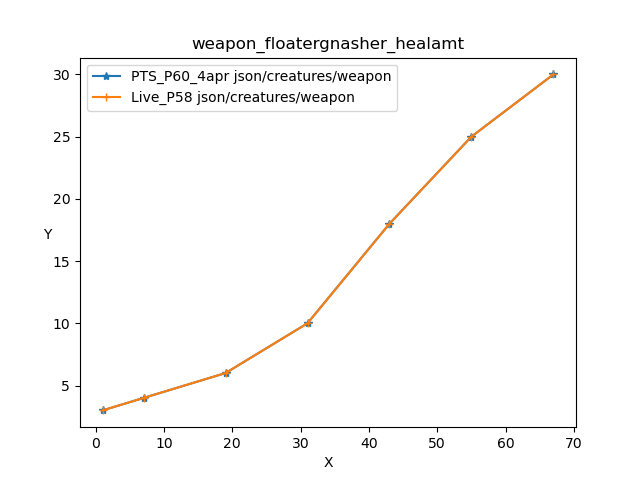 weapon_floatergnasher_healamt
PTS_P60_4apr json/creatures/weapon
Live_P58 json/creatures/weapon
30
25
20
15
10
5
Y
0 10 20 30 40 50 60 70
X